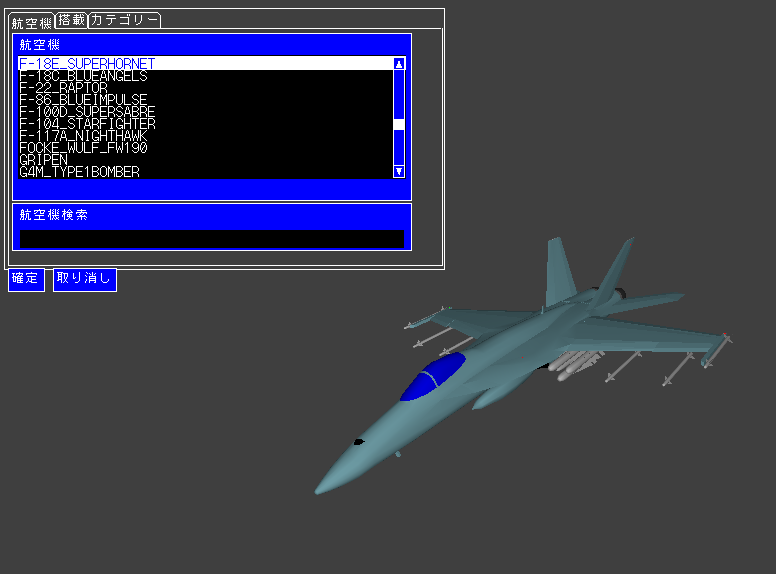 航空機 搭載 カテゴリー
航空機
F-18E_SUPERHORNET
F-18C_BLUEANGELS
F-22_RAPTOR
F-86_BLUEIMPULSE
F-100D_SUPERSABRE
F-104_STARFIGHTER
F-117A_NIGHTHAWK
FOCKE_WULF_FW190
GRIPEN
G4M_TYPE1BOMBER
航空機検索
確定 取り消し